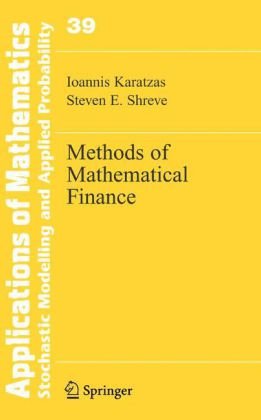 39
Applications of Mathematics
Stochastic Modelling and Applied Probability
Ioannis Karatzas
Steven E. Shreve
Methods of
Mathematical
Finance
Springer